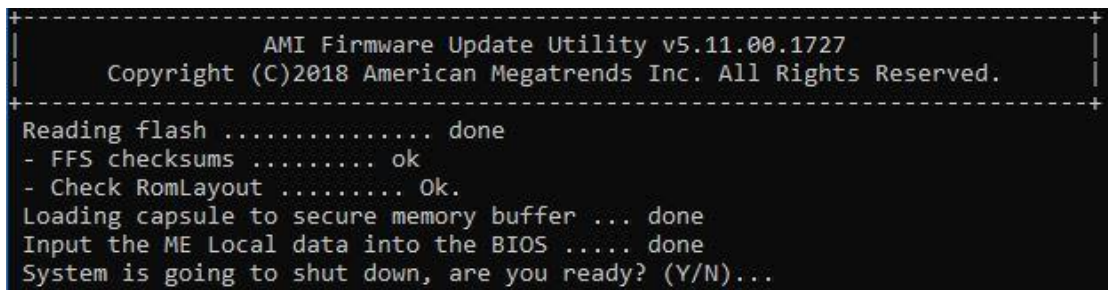 +---------------------------------------------------------------------------+
|                 AMI Firmware Update Utility v5.11.00.1727                 |
|      Copyright (C)2018 American Megatrends Inc. All Rights Reserved.      |
+---------------------------------------------------------------------------+
Reading flash ............... done
- FFS checksums ......... ok
- Check RomLayout ......... Ok.
Loading capsule to secure memory buffer ... done
Input the ME Local data into the BIOS ..... done
System is going to shut down, are you ready? (Y/N)...